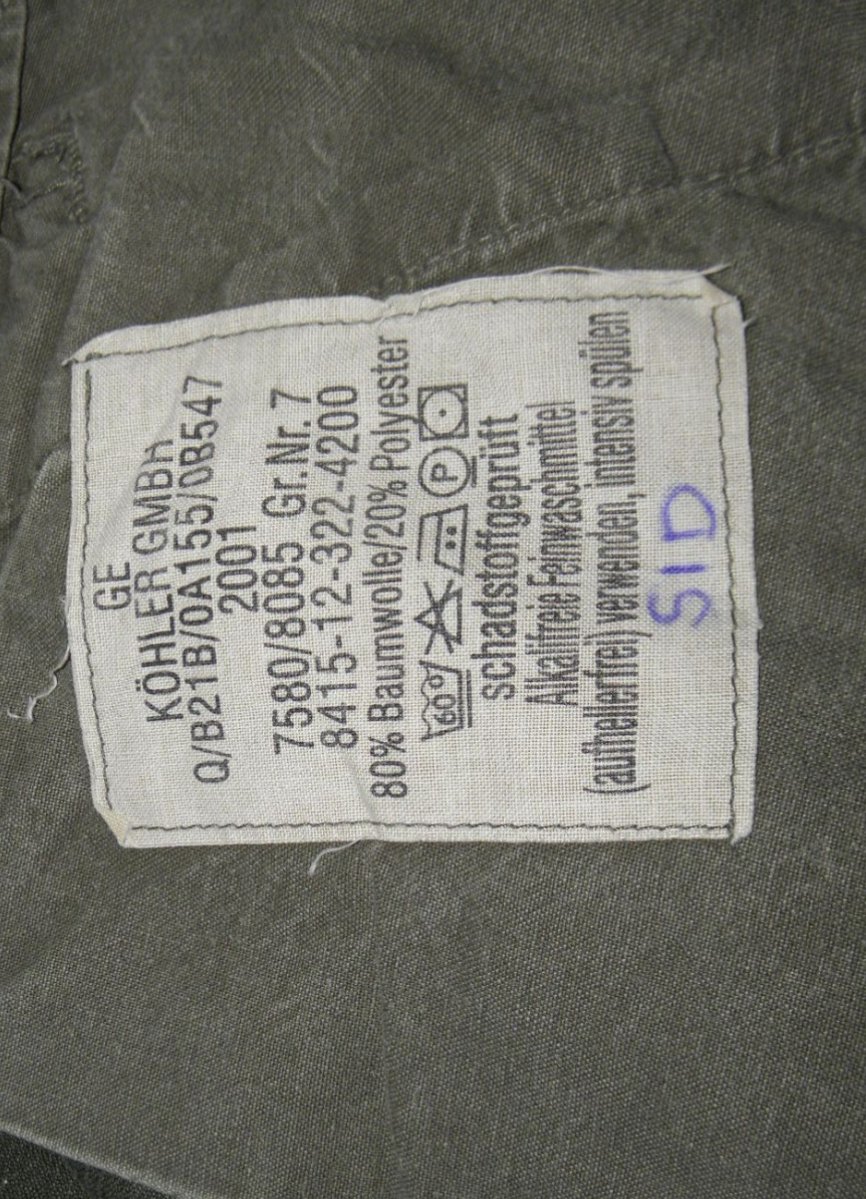 GE
KÖHLER GMBH
Q/B21B/0A155/0B547
2001
7580/8085 Gr.Nr. 7
8415-12-322-4200
80% Baumwolle/20% Polyester
60 P
schadstoffgeprüft
Alkalifreie Feinwaschmittel
(aufhellerfrei) verwenden, Intensiv spülen
SID